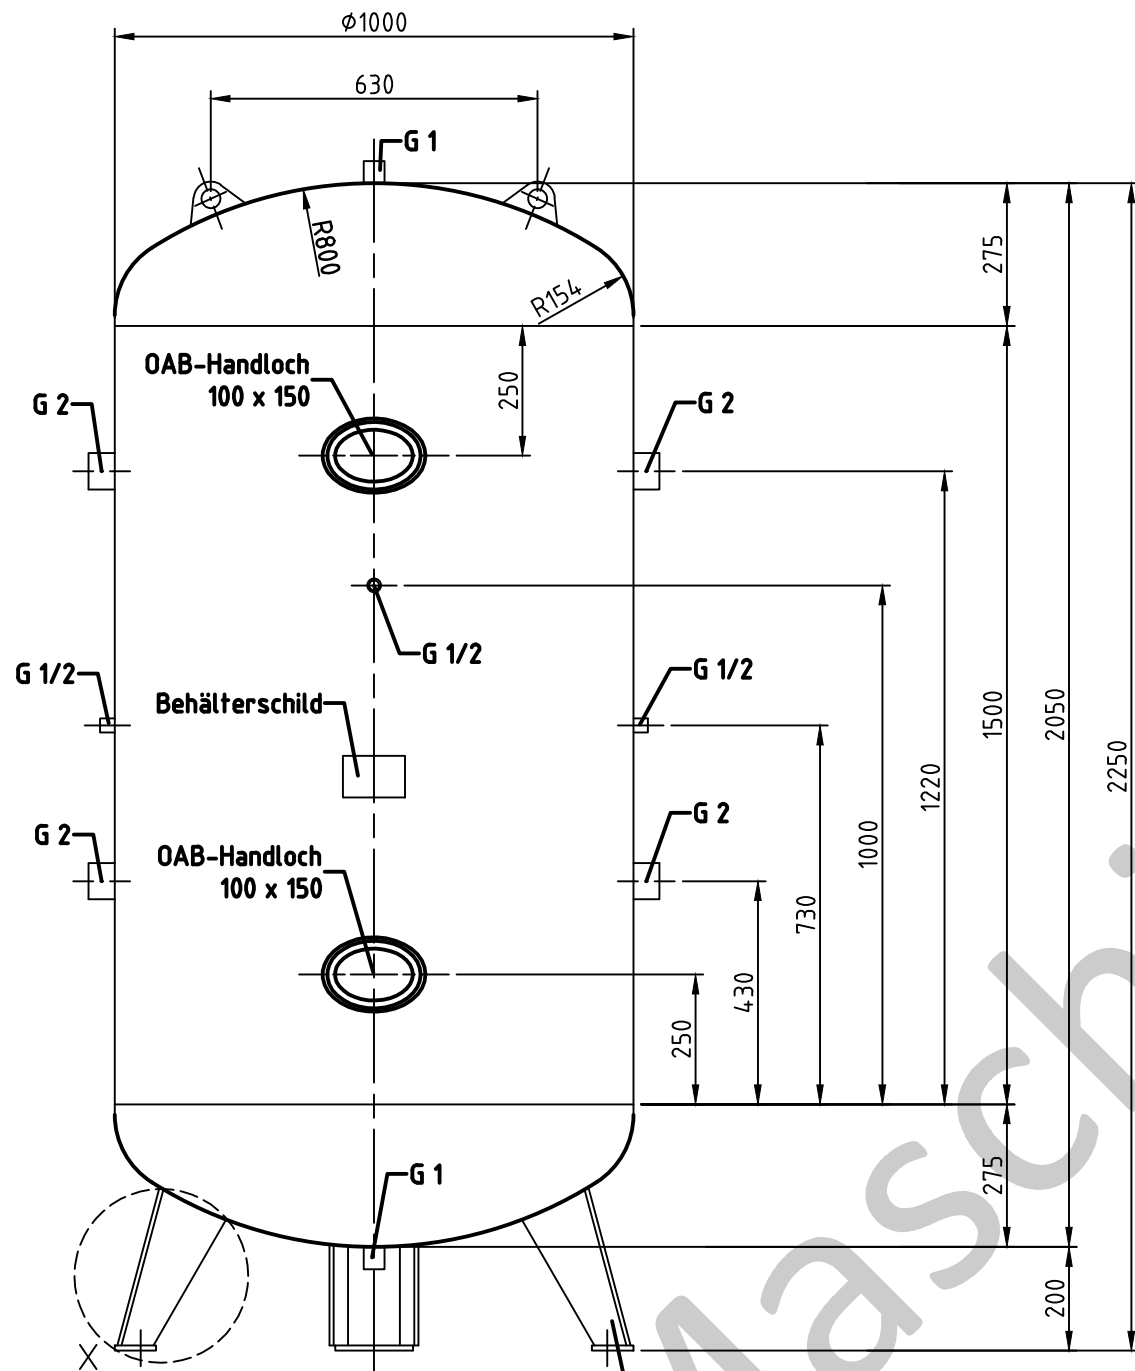 ⌀1000
630
G 1
R800
R154
275
OAB-Handloch
100 x 150
250
G 2
G 2
G 1/2
G 1/2
G 1/2
Behälterschild
1500
2050
2250
1220
1000
G 2
G 2
OAB-Handloch
100 x 150
730
430
250
G 1
275
200
X
Maschi